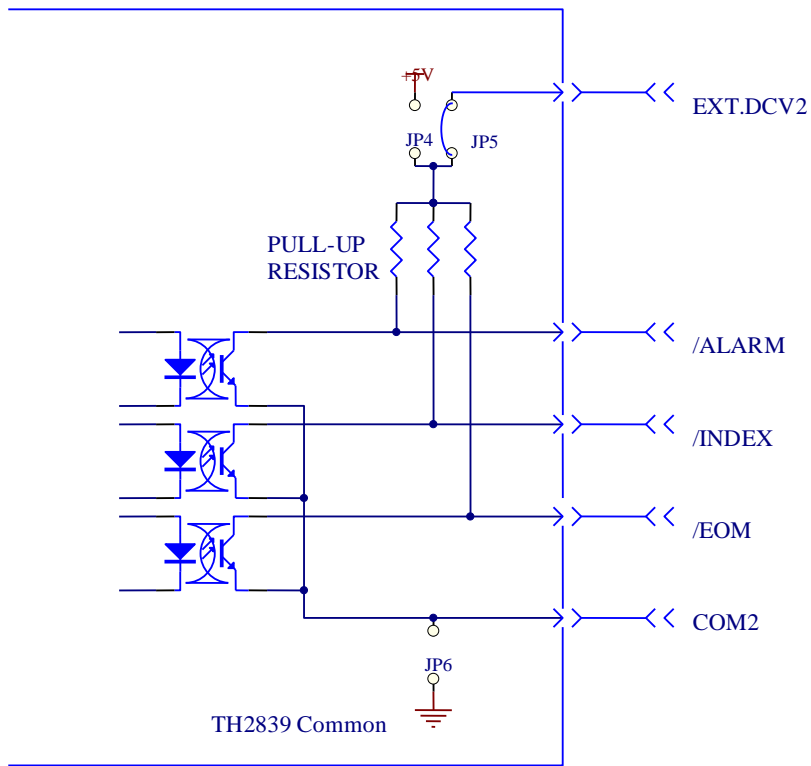 +5V
EXT.DCV2
JP4
JP5
PULL-UP
RESISTOR
/ALARM
/INDEX
/EOM
COM2
JP6
TH2839 Common